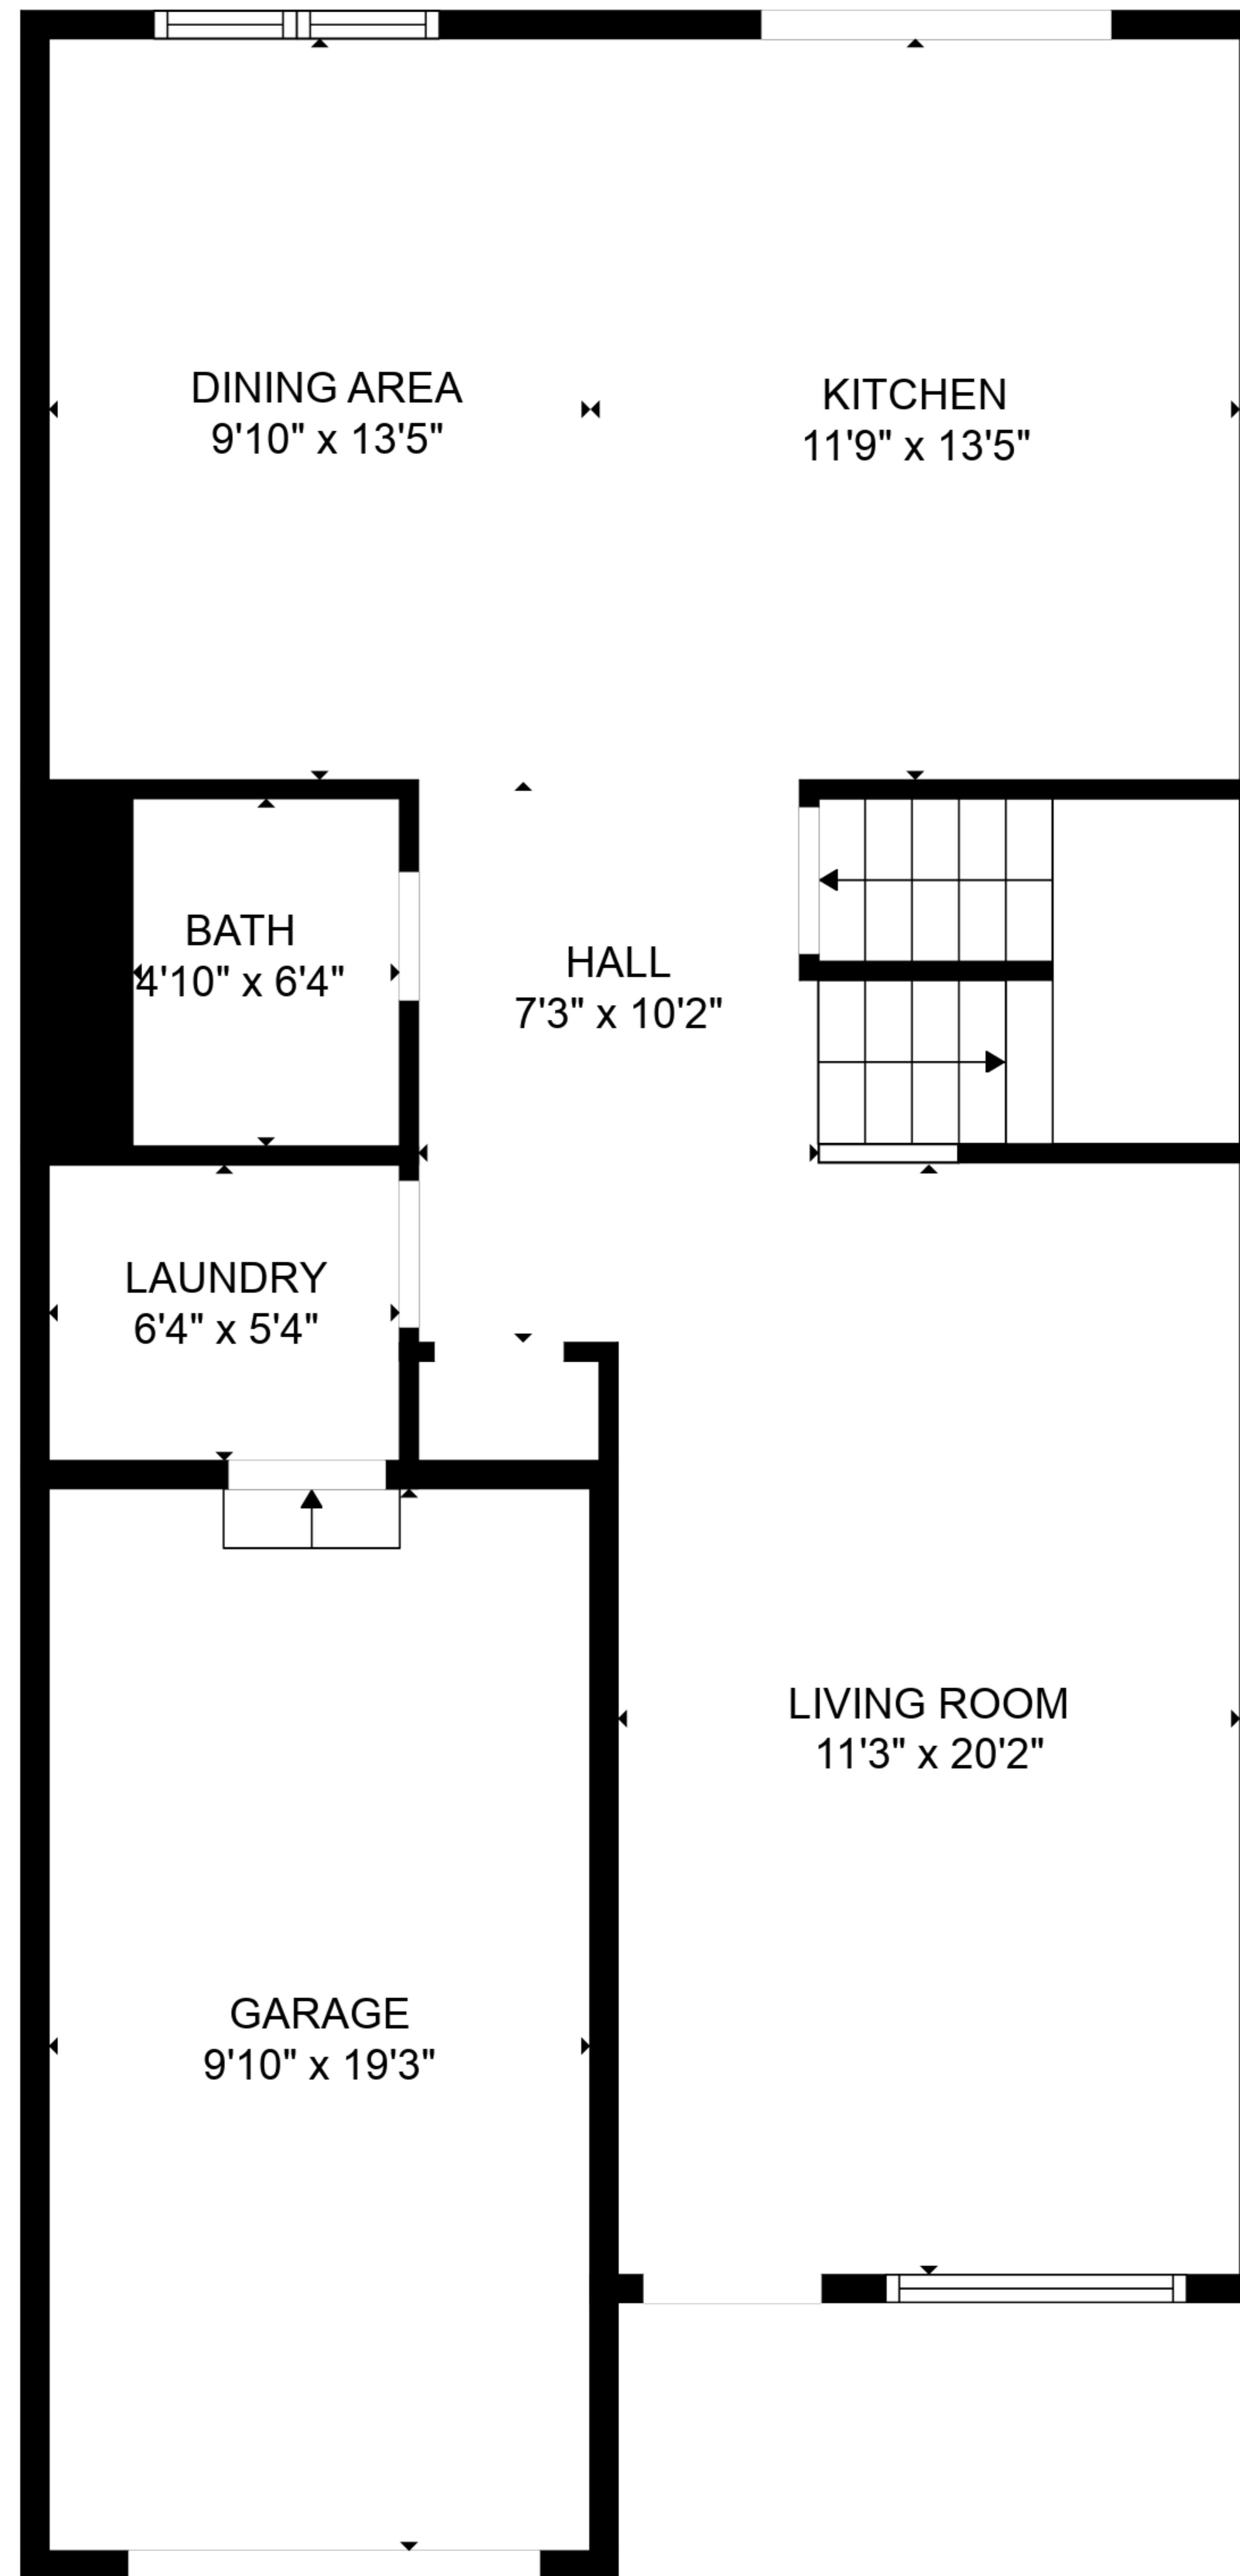 DINING AREA
9'10" x 13'5"
KITCHEN
11'9" x 13'5"
BATH
4'10" x 6'4"
HALL
7'3" x 10'2"
LAUNDRY
6'4" x 5'4"
LIVING ROOM
11'3" x 20'2"
GARAGE
9'10" x 19'3"